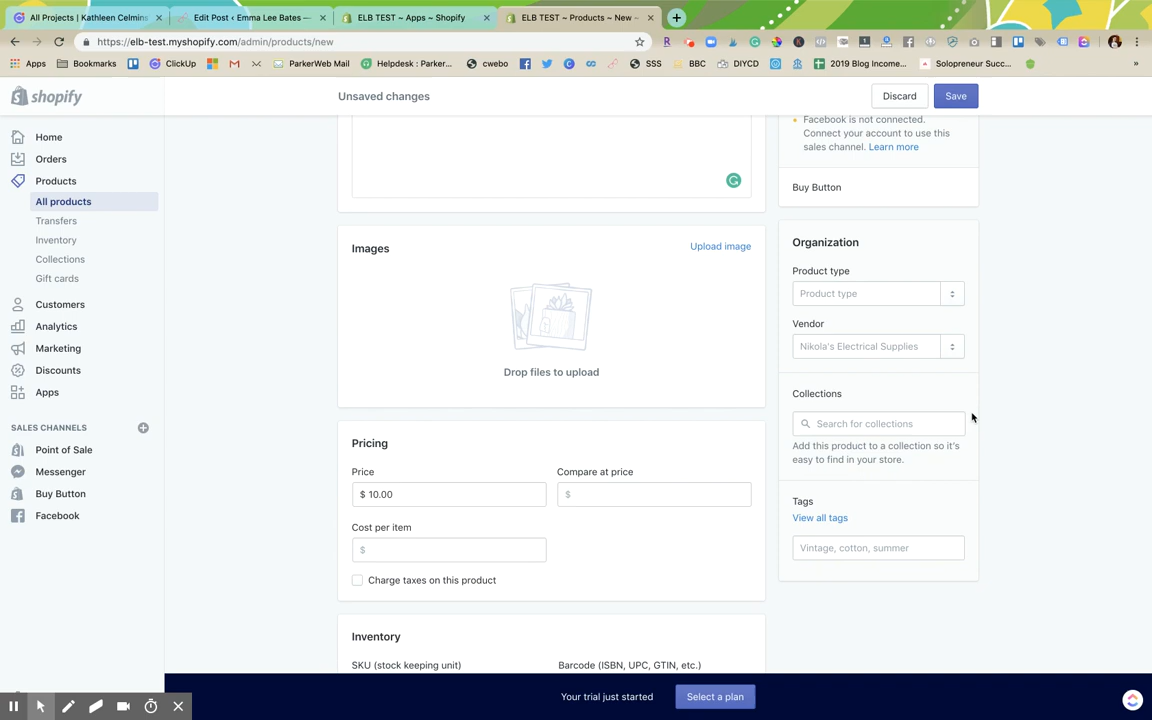 All Projects | Kathleen Celmins
Edit Post ‹ Emma Lee Bates —
ELB TEST ~ Apps ~ Shopify
ELB TEST ~ Products ~ New ~
https://elb-test.myshopify.com/admin/products/new
Apps
Bookmarks
ClickUp
ParkerWeb Mail
Helpdesk : Parker...
cwebo
SSS
BBC
DIYCD
2019 Blog Income...
Solopreneur Succ...
»
shopify
Unsaved changes
Discard
Save
Home
Orders
Products
All products
Transfers
Inventory
Collections
Gift cards
Customers
Analytics
Marketing
Discounts
Apps
SALES CHANNELS
Point of Sale
Messenger
Buy Button
Facebook
Images
Upload image
Drop files to upload
Pricing
Price
Compare at price
$ 10.00
$
Cost per item
$
Charge taxes on this product
Inventory
SKU (stock keeping unit)
Barcode (ISBN, UPC, GTIN, etc.)
Facebook is not connected.
Connect your account to use this
sales channel. Learn more
Buy Button
Organization
Product type
Product type
Vendor
Nikola's Electrical Supplies
Collections
Search for collections
Add this product to a collection so it's
easy to find in your store.
Tags
View all tags
Vintage, cotton, summer
Your trial just started
Select a plan